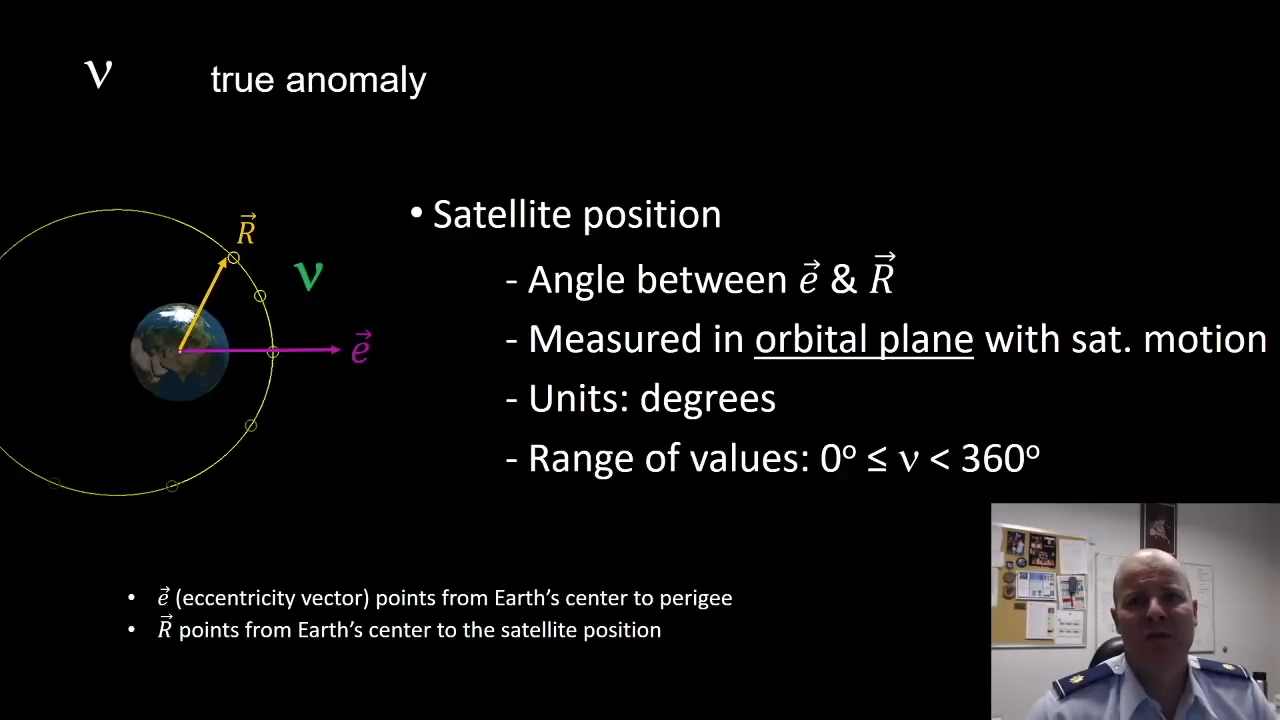 ν true anomaly
• Satellite position
R⃗
ν
- Angle between e⃗ & R⃗
e⃗
- Measured in orbital plane with sat. motion
- Units: degrees
- Range of values: 0º ≤ ν < 360º
• e⃗ (eccentricity vector) points from Earth’s center to perigee
• R⃗ points from Earth’s center to the satellite position